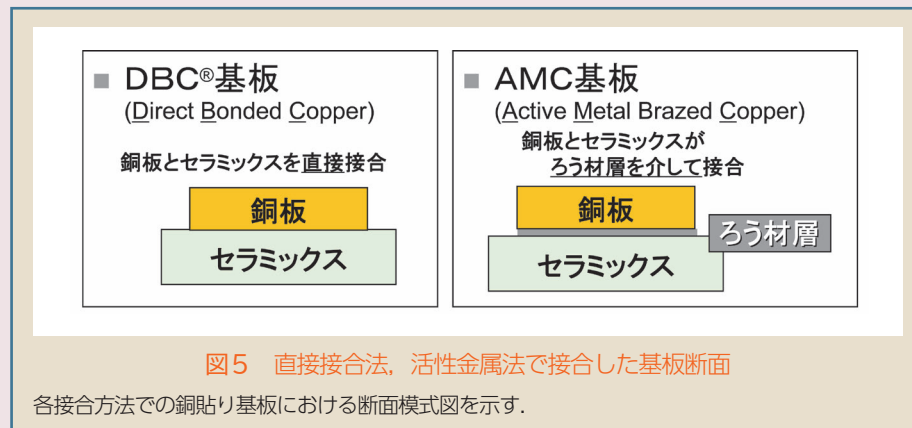 ■ DBC®基板
(Direct Bonded Copper)
銅板とセラミックスを直接接合
銅板
セラミックス
■ AMC基板
(Active Metal Brazed Copper)
銅板とセラミックスが
ろう材層を介して接合
銅板
ろう材層
セラミックス
図5 直接接合法，活性金属法で接合した基板断面
各接合方法での銅貼り基板における断面模式図を示す．